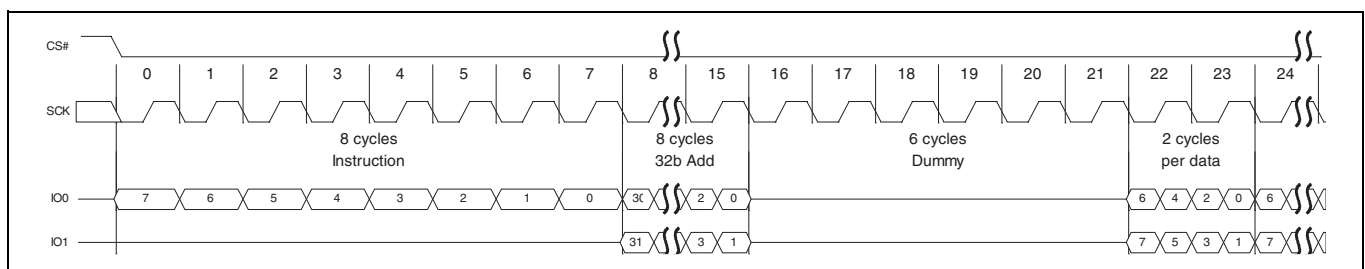 CS#
0 1 2 3 4 5 6 7 8 15 16 17 18 19 20 21 22 23 24
SCK
8 cycles 8 cycles 6 cycles 2 cycles
Instruction 32b Add Dummy per data
IO0 7 6 5 4 3 2 1 0 30 2 0 6 4 2 0 6
IO1 31 3 1 7 5 3 1 7